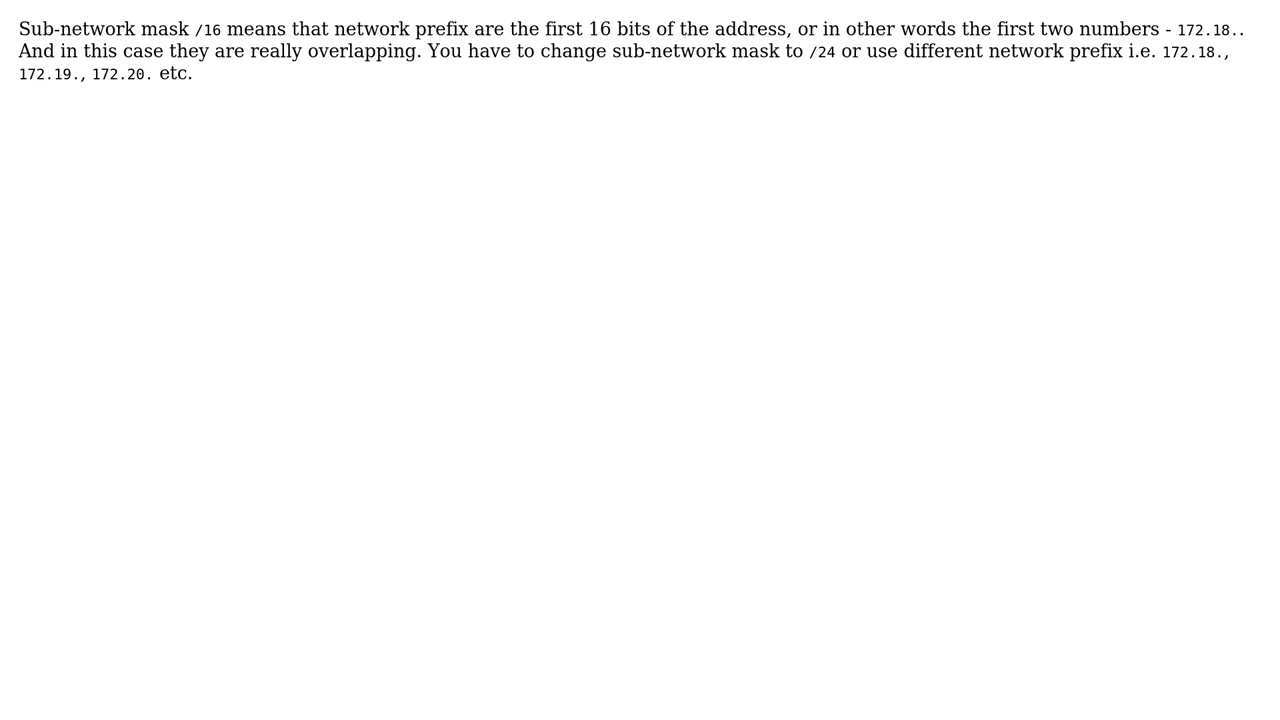 Sub-network mask /16 means that network prefix are the first 16 bits of the address, or in other words the first two numbers - 172.18..
And in this case they are really overlapping. You have to change sub-network mask to /24 or use different network prefix i.e. 172.18.,
172.19., 172.20. etc.